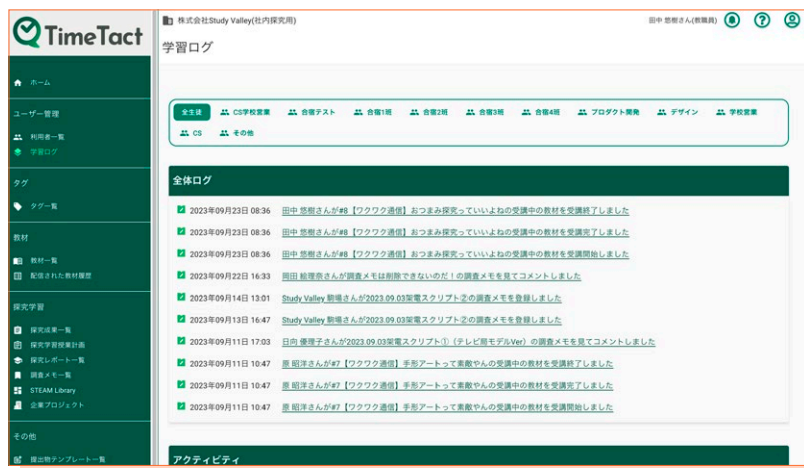 TimeTact
株式会社Study Valley(社内探究用)
田中 悠樹さん(教職員)
学習ログ
ホーム
ユーザー管理
利用者一覧
学習ログ
タグ
タグ一覧
教材
教材一覧
配信された教材履歴
探究学習
探究成果一覧
探究学習授業計画
探究レポート一覧
調査メモ一覧
STEAM Library
企業プロジェクト
その他
提出物テンプレート一覧
全生徒 CS学校営業 合宿テスト 合宿1班 合宿2班 合宿3班 合宿4班 プロダクト開発 デザイン 学校営業
CS その他
全体ログ
2023年09月23日 08:36 田中 悠樹さんが#8【ワクワク通信】おつまみ探究っていいよねの受講中の教材を受講終了しました
2023年09月23日 08:36 田中 悠樹さんが#8【ワクワク通信】おつまみ探究っていいよねの受講中の教材を受講完了しました
2023年09月23日 08:36 田中 悠樹さんが#8【ワクワク通信】おつまみ探究っていいよねの受講中の教材を受講開始しました
2023年09月22日 16:33 岡田 絵理奈さんが調査メモは削除できないのだ！の調査メモを見てコメントしました
2023年09月14日 13:01 Study Valley 駒場さんが2023.09.03架電スクリプト②の調査メモを登録しました
2023年09月13日 16:47 Study Valley 駒場さんが2023.09.03架電スクリプト②の調査メモを登録しました
2023年09月11日 17:03 日向 優理子さんが2023.09.03架電スクリプト①（テレビ局モデルVer）の調査メモを見てコメントしました
2023年09月11日 10:47 原 昭洋さんが#7【ワクワク通信】手形アートって素敵やんの受講中の教材を受講終了しました
2023年09月11日 10:47 原 昭洋さんが#7【ワクワク通信】手形アートって素敵やんの受講中の教材を受講完了しました
2023年09月11日 10:47 原 昭洋さんが#7【ワクワク通信】手形アートって素敵やんの受講中の教材を受講開始しました
アクティビティ